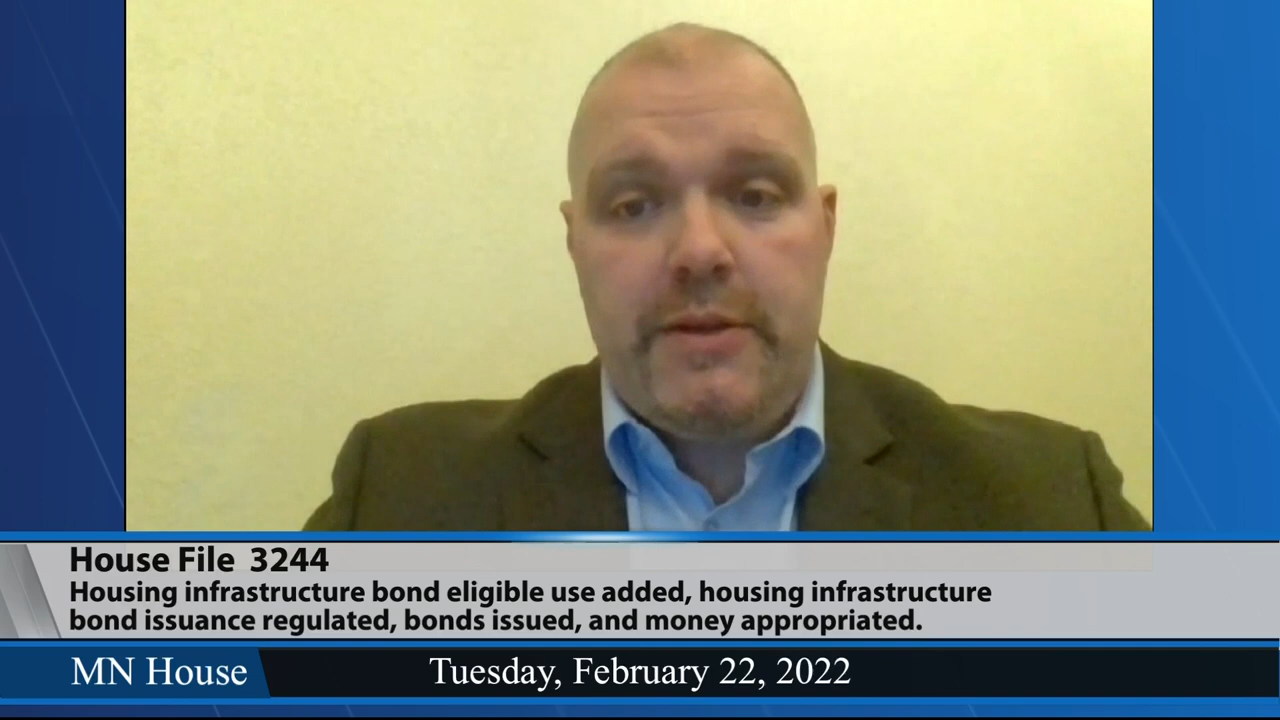 House File 3244
Housing infrastructure bond eligible use added, housing infrastructure
bond issuance regulated, bonds issued, and money appropriated.
MN House
Tuesday, February 22, 2022